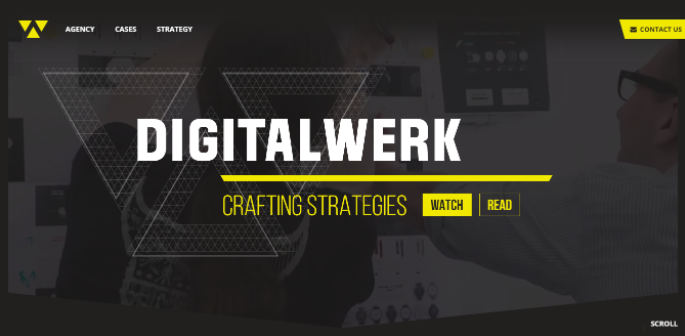 AGENCY CASES STRATEGY CONTACT US
DIGITALWERK
CRAFTING STRATEGIES WATCH READ
SCROLL